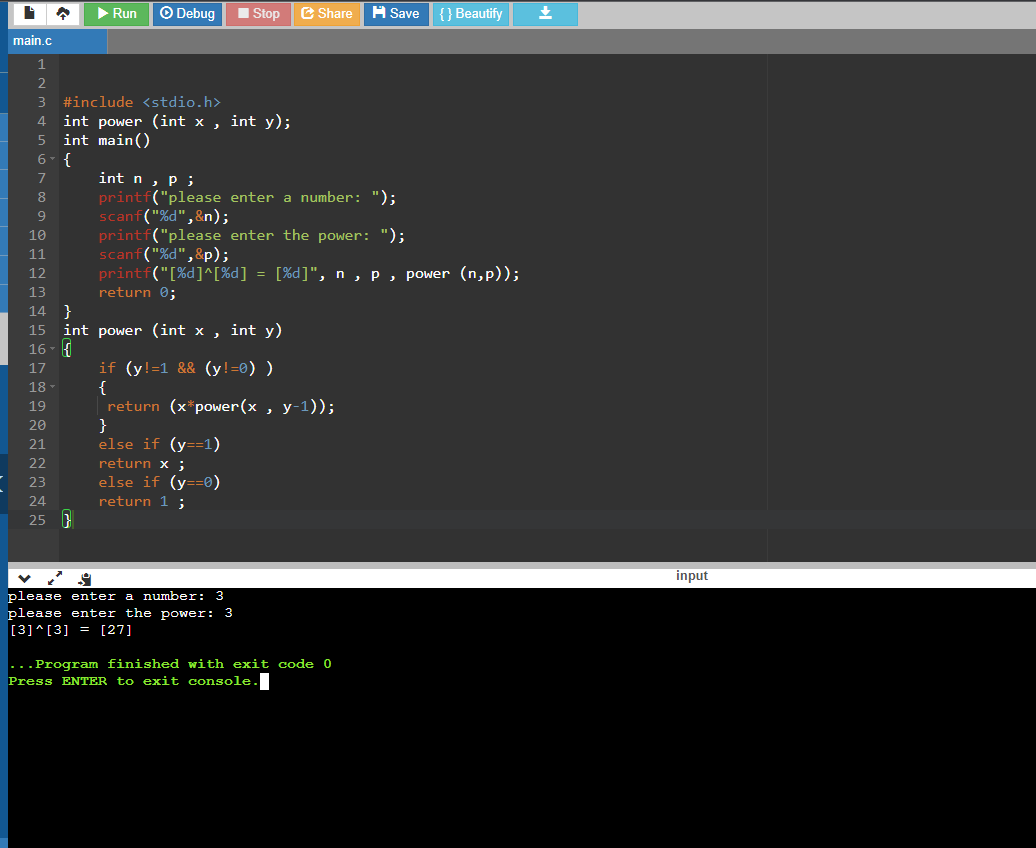 Run Debug Stop Share Save { } Beautify
main.c
1
2
3 #include <stdio.h>
4 int power (int x , int y);
5 int main()
6 {
7     int n , p ;
8     printf("please enter a number: ");
9     scanf("%d",&n);
10     printf("please enter the power: ");
11     scanf("%d",&p);
12     printf("[%d]^[%d] = [%d]", n , p , power (n,p));
13     return 0;
14 }
15 int power (int x , int y)
16 {
17     if (y!=1 && (y!=0) )
18     {
19      return (x*power(x , y-1));
20     }
21     else if (y==1)
22     return x ;
23     else if (y==0)
24     return 1 ;
25 }
input
please enter a number: 3
please enter the power: 3
[3]^[3] = [27]
...Program finished with exit code 0
Press ENTER to exit console.